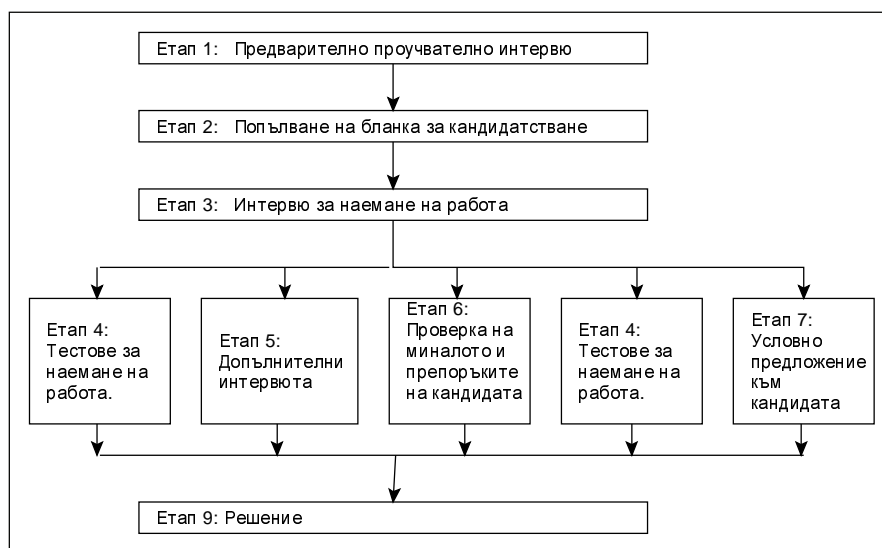 Етап 1: Предварително проучвателно интервю
Етап 2: Попълване на бланка за кандидатстване
Етап 3: Интервю за наемане на работа
Етап 4:
Тестове за
наемане на
работа.
Етап 5:
Допълнителни
интервюта
Етап 6:
Проверка на
миналото и
препоръките
на кандидата
Етап 4:
Тестове за
наемане на
работа.
Етап 7:
Условно
предложение
към
кандидата
Етап 9: Решение